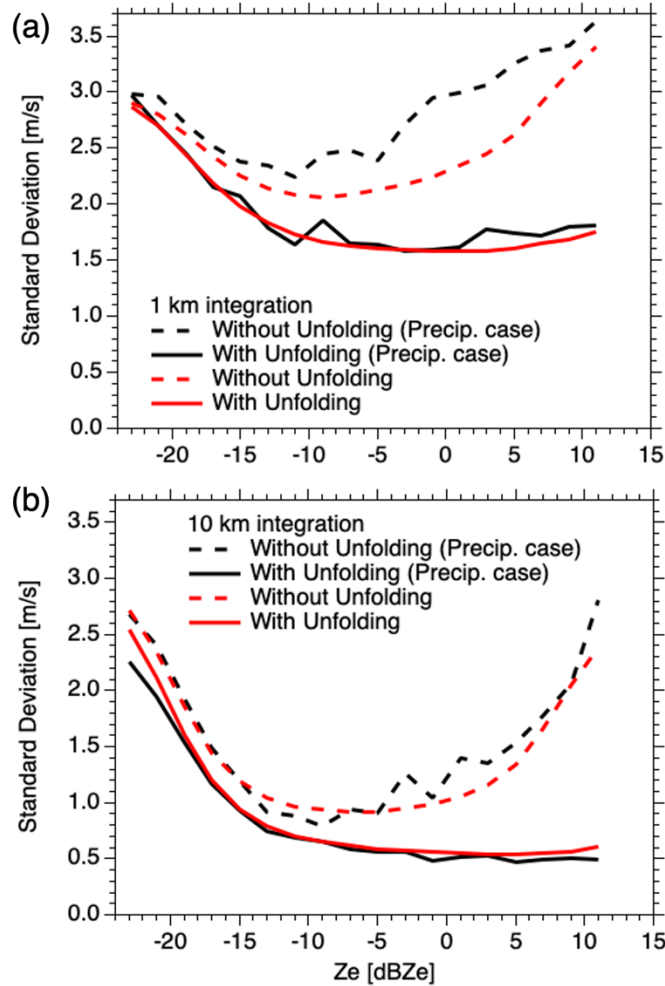 (a)
3.5
3.0
2.5
2.0
1.5
1.0
0.5
0.0
Standard Deviation [m/s]
1 km integration
Without Unfolding (Precip. case)
With Unfolding (Precip. case)
Without Unfolding
With Unfolding
-20 -15 -10 -5 0 5 10 15
(b)
3.5
3.0
2.5
2.0
1.5
1.0
0.5
0.0
Standard Deviation [m/s]
10 km integration
Without Unfolding (Precip. case)
With Unfolding (Precip. case)
Without Unfolding
With Unfolding
-20 -15 -10 -5 0 5 10 15
Ze [dBZe]